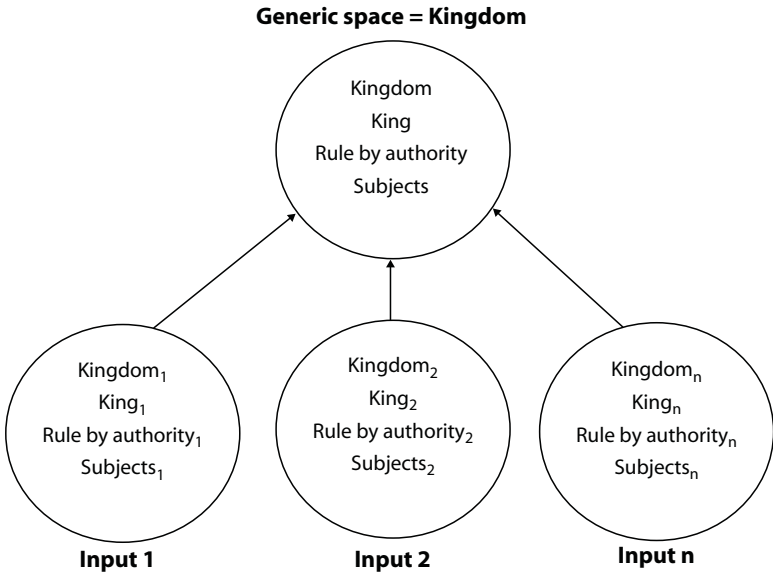 Generic space = Kingdom
Kingdom
King
Rule by authority
Subjects
Kingdom₁
King₁
Rule by authority₁
Subjects₁
Input 1
Kingdom₂
King₂
Rule by authority₂
Subjects₂
Input 2
Kingdomₙ
Kingₙ
Rule by authorityₙ
Subjectsₙ
Input n